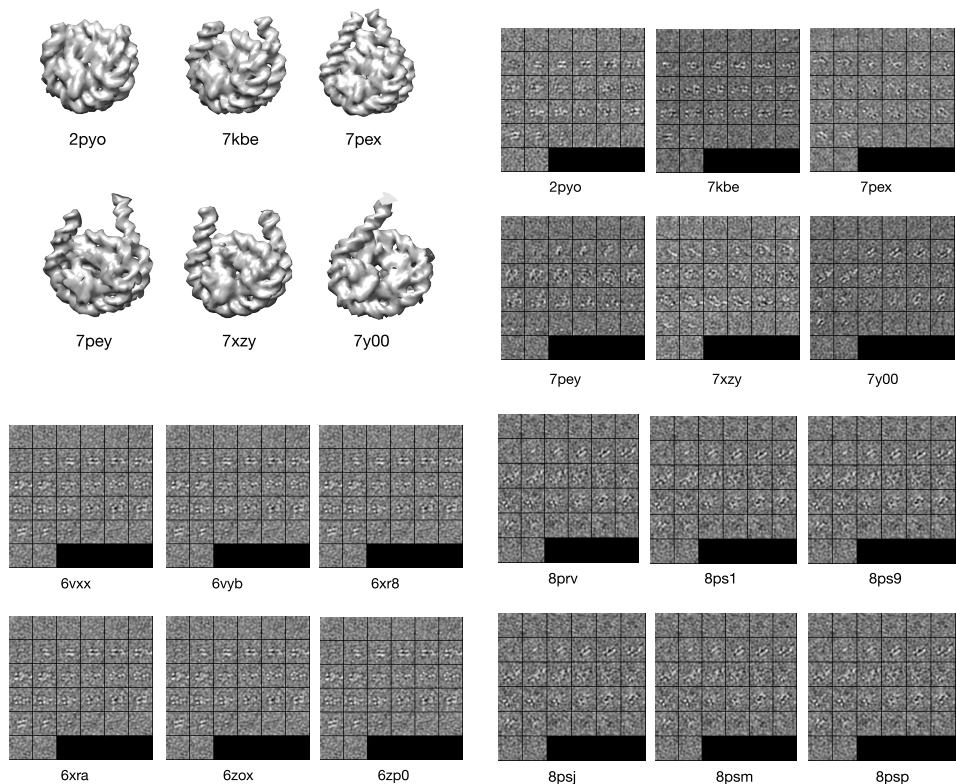 2pyo 7kbe 7pex
7pey 7xzy 7y00
2pyo 7kbe 7pex
7pey 7xzy 7y00
6vxx 6vyb 6xr8
6xra 6zox 6zp0
8prv 8ps1 8ps9
8psj 8psm 8psp